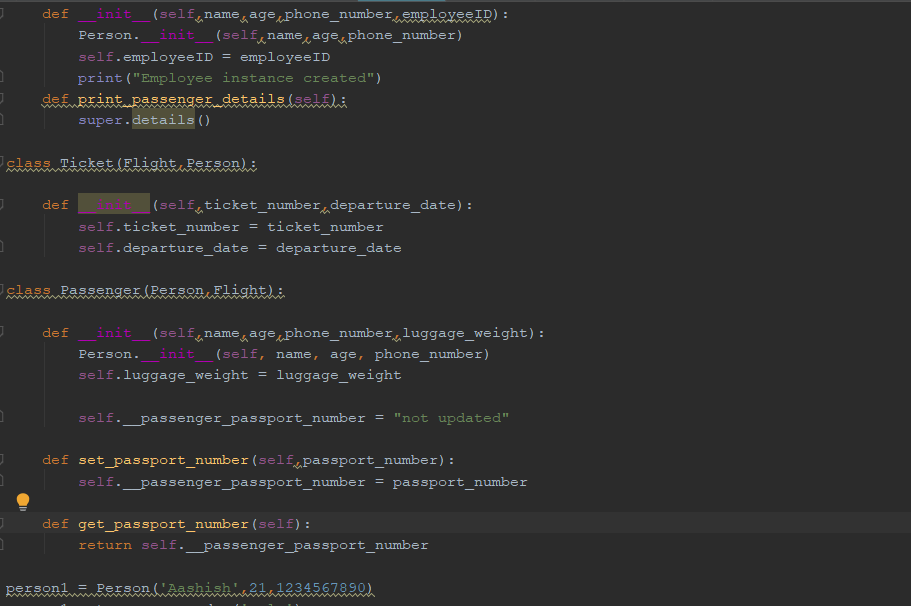 def __init__(self,name,age,phone_number,employeeID):
Person.__init__(self,name,age,phone_number)
self.employeeID = employeeID
print("Employee instance created")
def print_passenger_details(self):
super.details()
class Ticket(Flight,Person):
def __init__(self,ticket_number,departure_date):
self.ticket_number = ticket_number
self.departure_date = departure_date
class Passenger(Person,Flight):
def __init__(self,name,age,phone_number,luggage_weight):
Person.__init__(self, name, age, phone_number)
self.luggage_weight = luggage_weight
self.__passenger_passport_number = "not updated"
def set_passport_number(self,passport_number):
self.__passenger_passport_number = passport_number
def get_passport_number(self):
return self.__passenger_passport_number
person1 = Person('Aashish',21,1234567890)